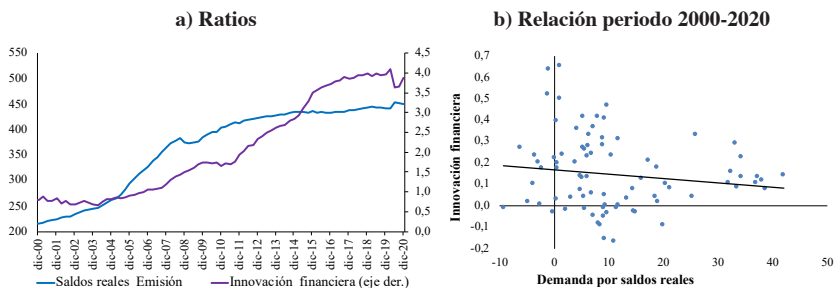 a) Ratios
550
500
450
400
350
300
250
200
4,5
4,0
3,5
3,0
2,5
2,0
1,5
1,0
0,5
0,0
dic-00
dic-01
dic-02
dic-03
dic-04
dic-05
dic-06
dic-07
dic-08
dic-09
dic-10
dic-11
dic-12
dic-13
dic-14
dic-15
dic-16
dic-17
dic-18
dic-19
dic-20
Saldos reales Emisión
Innovación financiera (eje der.)
b) Relación periodo 2000-2020
Innovación financiera
0,7
0,6
0,5
0,4
0,3
0,2
0,1
0,0
-0,1
-0,2
-10
0
10
20
30
40
50
Demanda por saldos reales